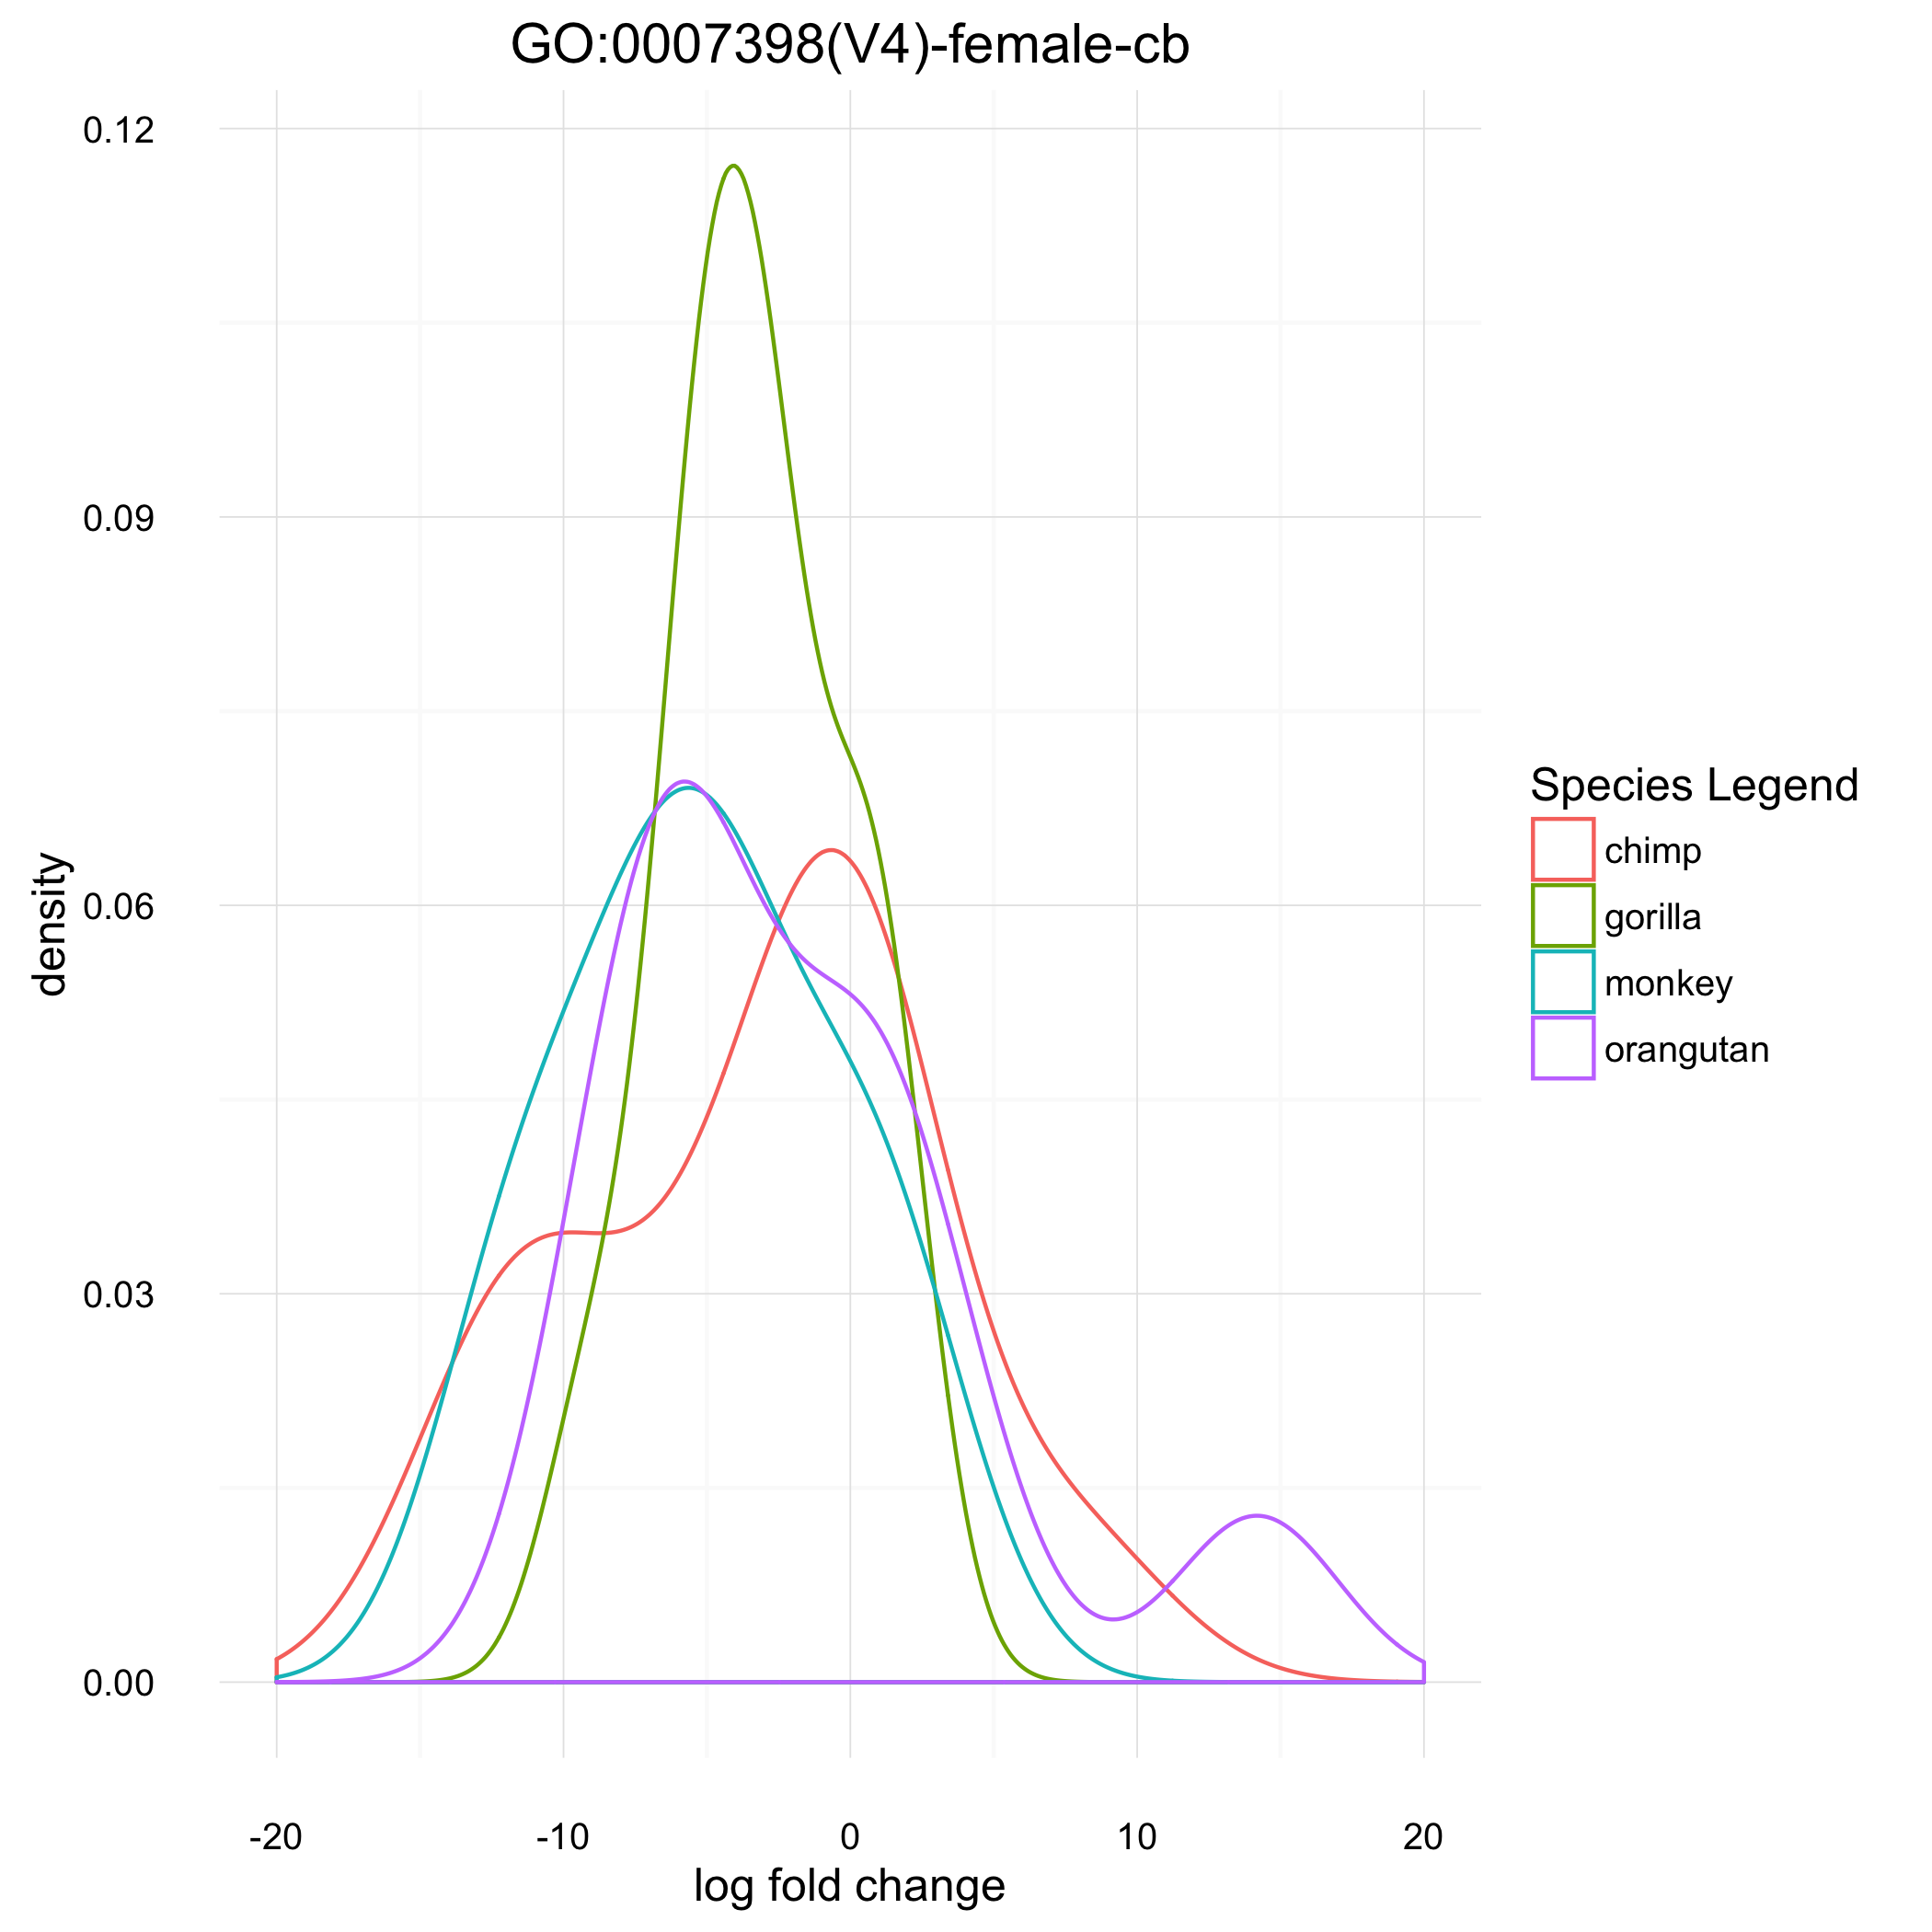 GO:0007398(V4)-female-cb
0.12
0.09
0.06
0.03
0.00
density
-20 -10 0 10 20
log fold change
Species Legend
chimp
gorilla
monkey
orangutan